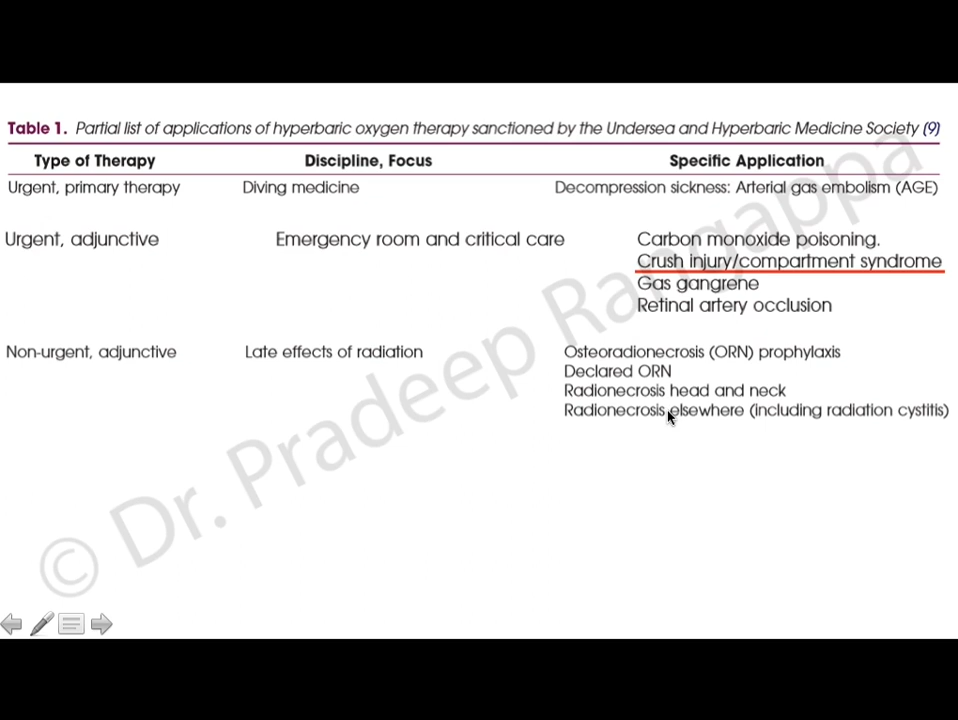 Table 1. Partial list of applications of hyperbaric oxygen therapy sanctioned by the Undersea and Hyperbaric Medicine Society (9)
Type of Therapy Discipline, Focus Specific Application
Urgent, primary therapy Diving medicine Decompression sickness: Arterial gas embolism (AGE)
Urgent, adjunctive Emergency room and critical care Carbon monoxide poisoning.
Crush injury/compartment syndrome
Gas gangrene
Retinal artery occlusion
Non-urgent, adjunctive Late effects of radiation Osteoradionecrosis (ORN) prophylaxis
Declared ORN
Radionecrosis head and neck
Radionecrosis elsewhere (including radiation cystitis)
© Dr. Pradeep Rangappa